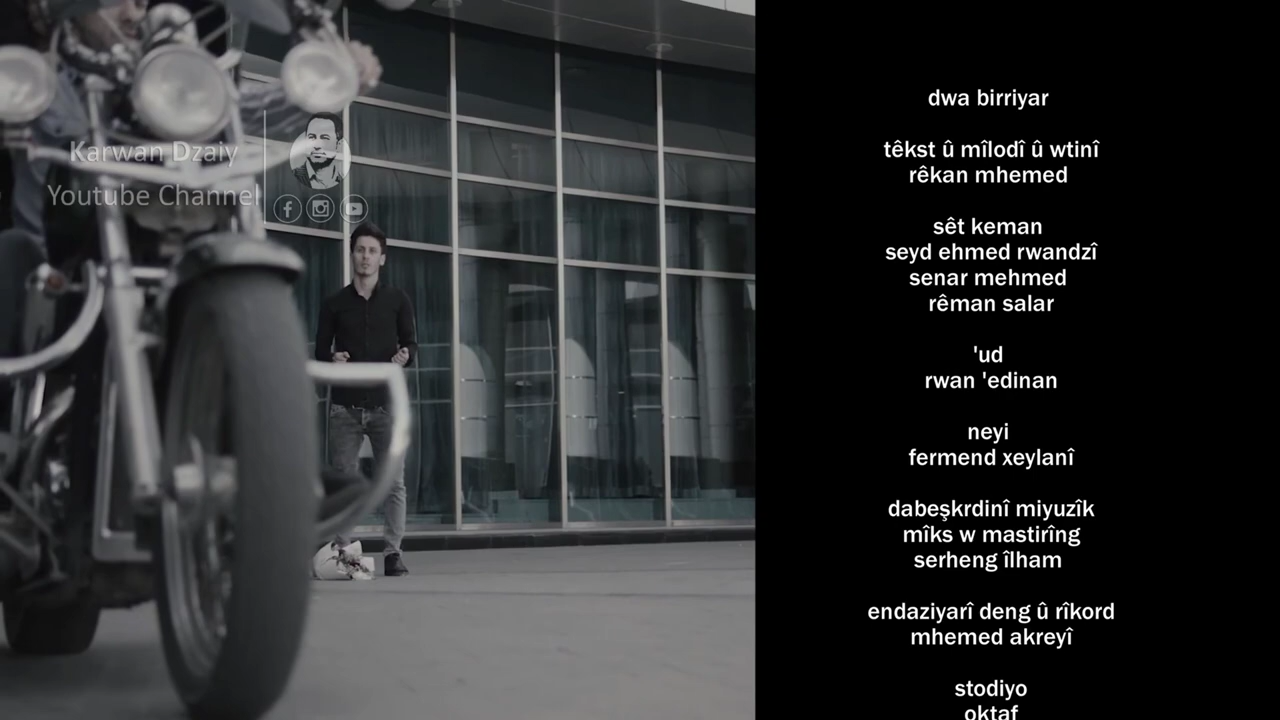 Karwan Dzaiy
Youtube Channel
dwa birriyar
têkst û mîlodî û wtinî
rêkan mhemed
sêt keman
seyd ehmed rwandzî
senar mehmed
rêman salar
'ud
rwan 'edinan
neyi
fermend xeylanî
dabeşkrdinî miyuzîk
mîks w mastirîng
serheng îlham
endaziyarî deng û rîkord
mhemed akreyî
stodiyo
oktaf